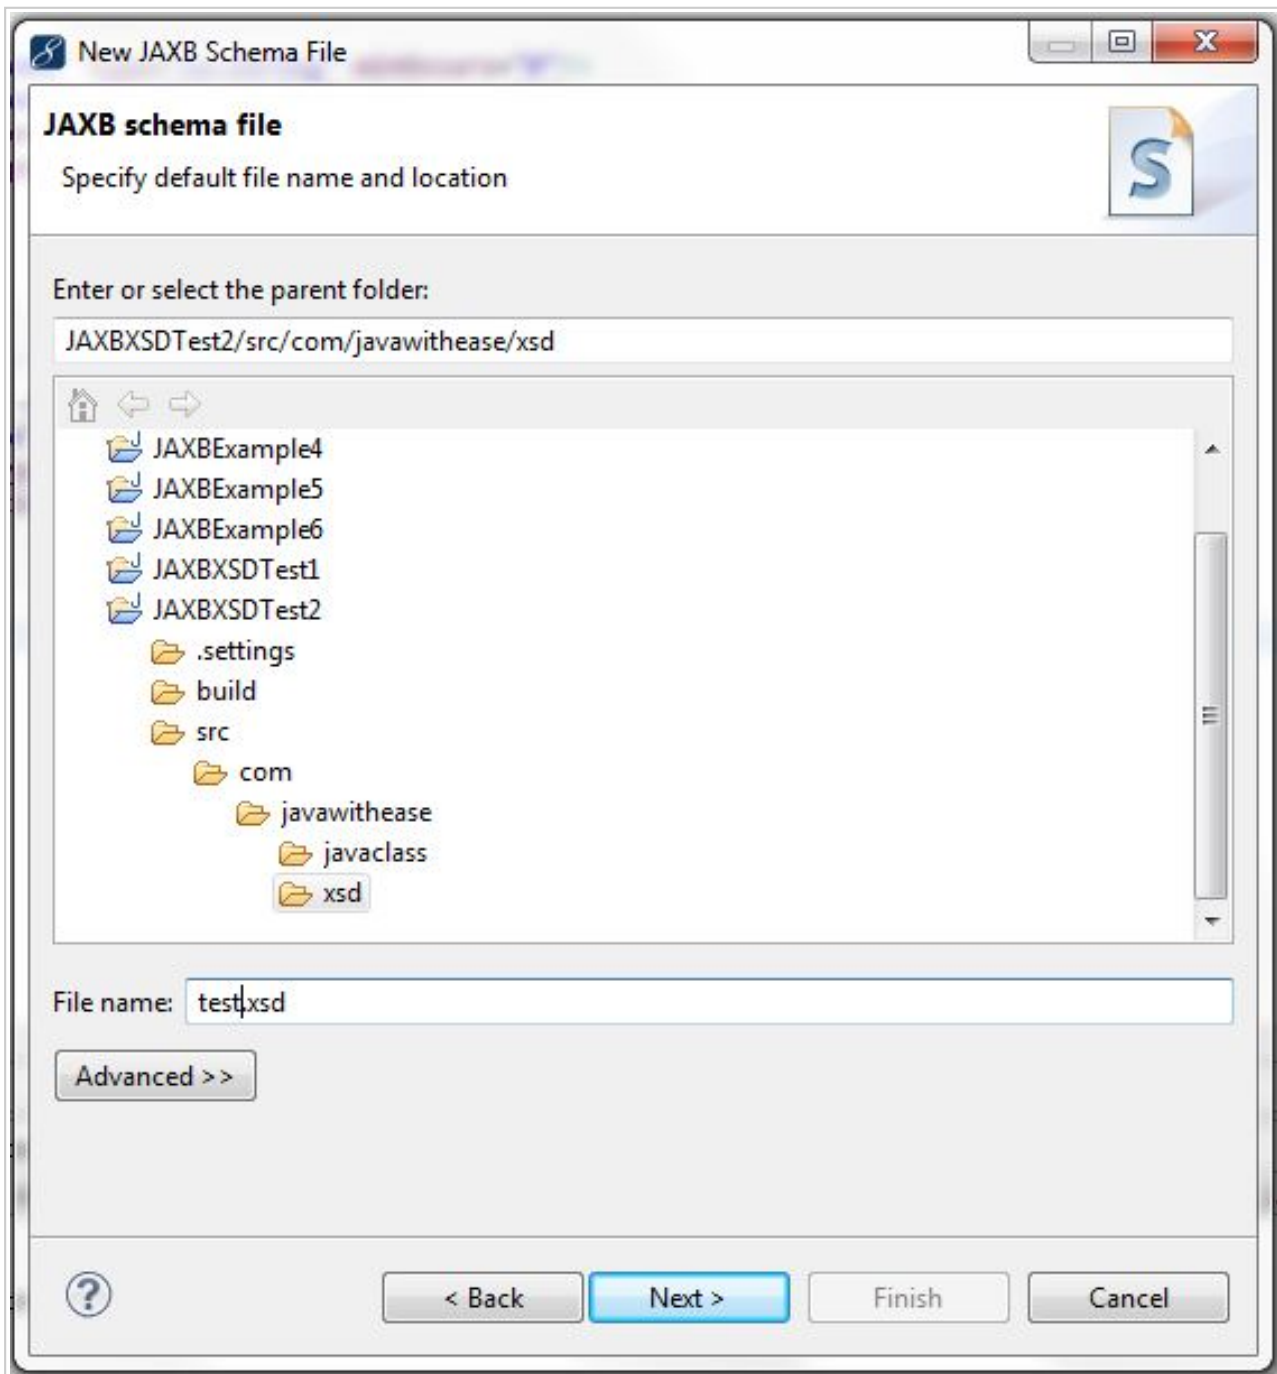 New JAXB Schema File
JAXB schema file
Specify default file name and location
Enter or select the parent folder:
JAXBXSDTest2/src/com/javawithease/xsd
JAXBExample4
JAXBExample5
JAXBExample6
JAXBXSDTest1
JAXBXSDTest2
.settings
build
src
com
javawithease
javaclass
xsd
File name: test.xsd
Advanced >>
< Back Next > Finish Cancel